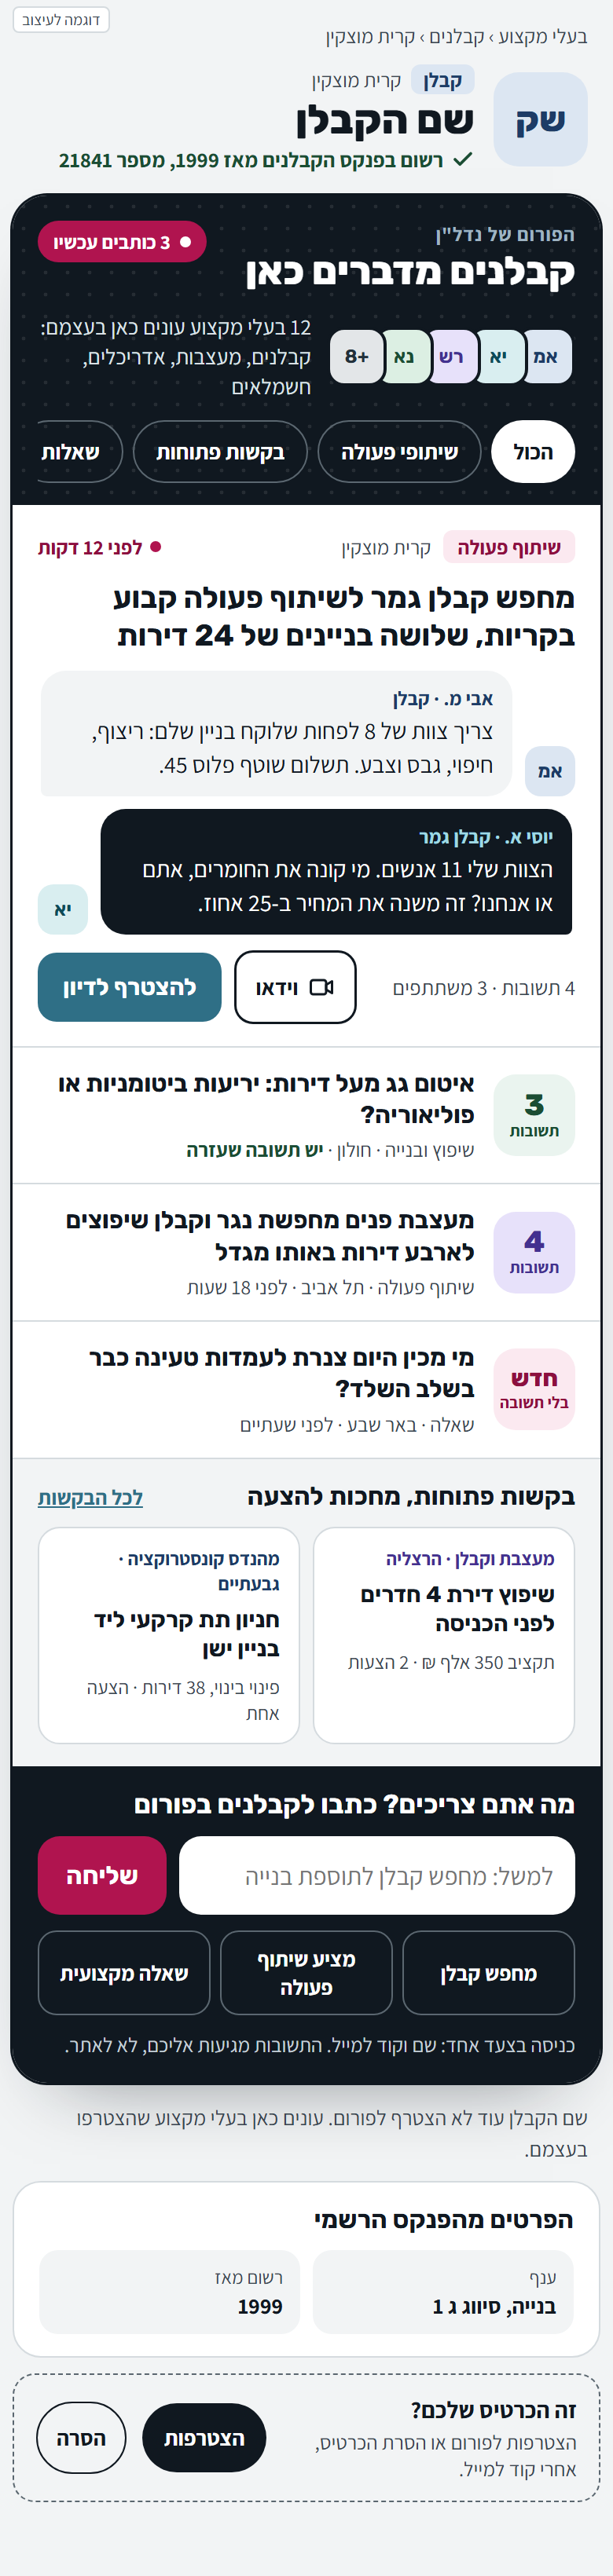 דוגמה לעיצוב
בעלי מקצוע › קבלנים › קרית מוצקין
שק
קבלן קרית מוצקין
שם הקבלן
רשום בפנקס הקבלנים מאז 1999, מספר 21841
הפורום של נדל"ן
3 כותבים עכשיו
קבלנים מדברים כאן
אמ
יא
רש
נא
8+
12 בעלי מקצוע עונים כאן בעצמם:
קבלנים, מעצבות, אדריכלים,
חשמלאים
הכול
שיתופי פעולה
בקשות פתוחות
שאלות
שיתוף פעולה קרית מוצקין
לפני 12 דקות
מחפש קבלן גמר לשיתוף פעולה קבוע
בקריות, שלושה בניינים של 24 דירות
אבי מ. · קבלן
צריך צוות של 8 לפחות שלוקח בניין שלם: ריצוף,
חיפוי, גבס וצבע. תשלום שוטף פלוס 45.
אמ
יוסי א. · קבלן גמר
הצוות שלי 11 אנשים. מי קונה את החומרים, אתם
או אנחנו? זה משנה את המחיר ב-25 אחוז.
יא
4 תשובות · 3 משתתפים
וידאו
להצטרף לדיון
3
תשובות
איטום גג מעל דירות: יריעות ביטומניות או
פוליאוריה?
שיפוץ ובנייה · חולון · יש תשובה שעזרה
4
תשובות
מעצבת פנים מחפשת נגר וקבלן שיפוצים
לארבע דירות באותו מגדל
שיתוף פעולה · תל אביב · לפני 18 שעות
חדש
בלי תשובה
מי מכין היום צנרת לעמדות טעינה כבר
בשלב השלד?
שאלה · באר שבע · לפני שעתיים
בקשות פתוחות, מחכות להצעה
לכל הבקשות
מעצבת וקבלן · הרצליה
שיפוץ דירת 4 חדרים
לפני הכניסה
תקציב 350 אלף ₪ · 2 הצעות
מהנדס קונסטרוקציה ·
גבעתיים
חניון תת קרקעי ליד
בניין ישן
פינוי בינוי, 38 דירות · הצעה
אחת
מה אתם צריכים? כתבו לקבלנים בפורום
למשל: מחפש קבלן לתוספת בנייה
שליחה
מחפש קבלן
מציע שיתוף
פעולה
שאלה מקצועית
כניסה בצעד אחד: שם וקוד למייל. התשובות מגיעות אליכם, לא לאתר.
שם הקבלן עוד לא הצטרף לפורום. עונים כאן בעלי מקצוע שהצטרפו
בעצמם.
הפרטים מהפנקס הרשמי
ענף
בנייה, סיווג ג 1
רשום מאז
1999
זה הכרטיס שלכם?
הצטרפות לפורום או הסרת הכרטיס,
אחרי קוד למייל.
הצטרפות
הסרה